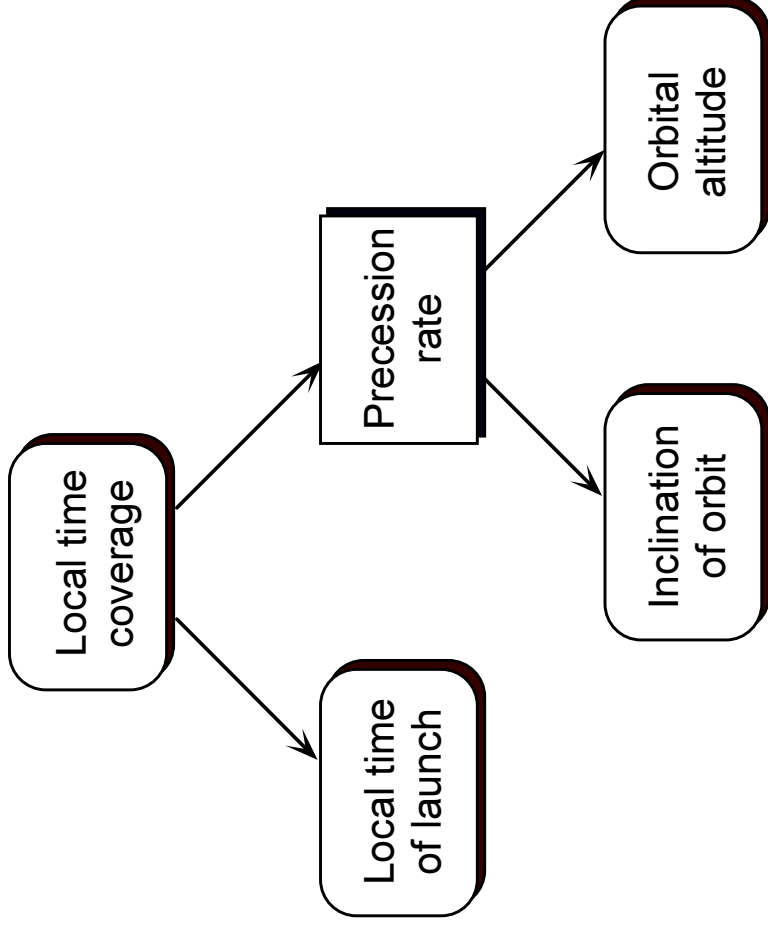 Local time
coverage
Local time
of launch
Precession
rate
Inclination
of orbit
Orbital
altitude